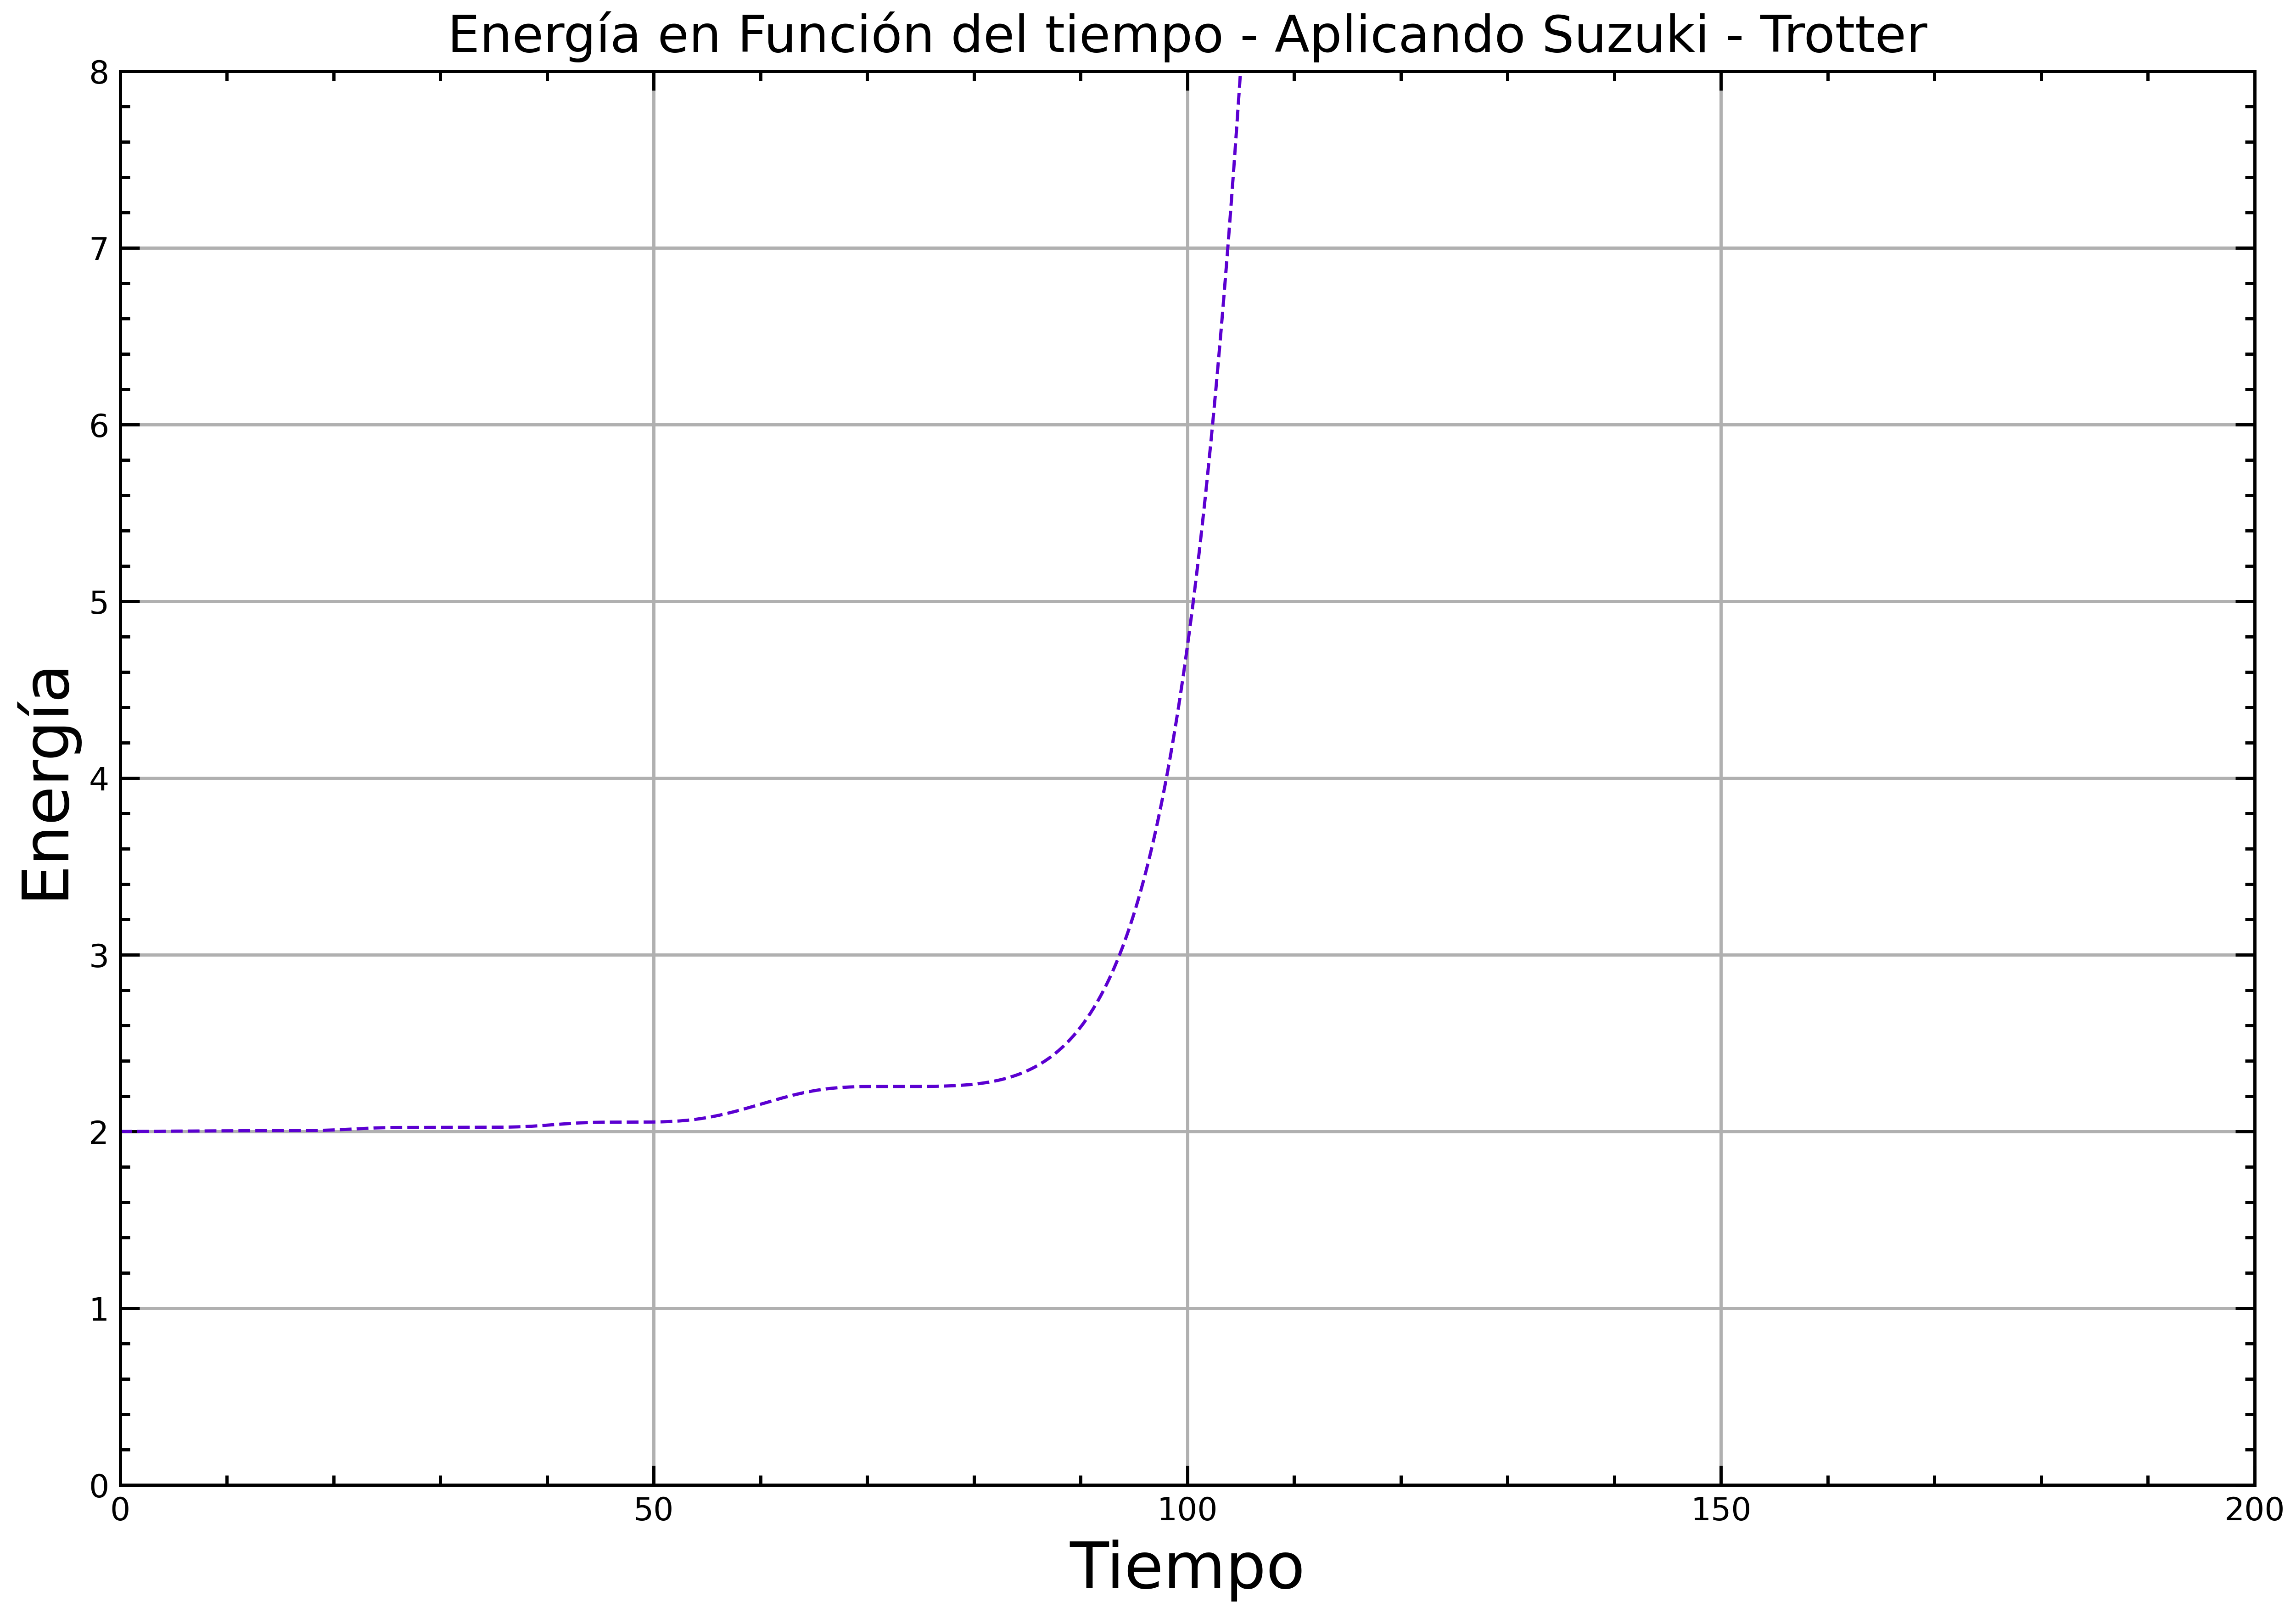 Energía en Función del tiempo - Aplicando Suzuki - Trotter
8
7
6
5
4
3
2
1
0
Energía
0 50 100 150 200
Tiempo